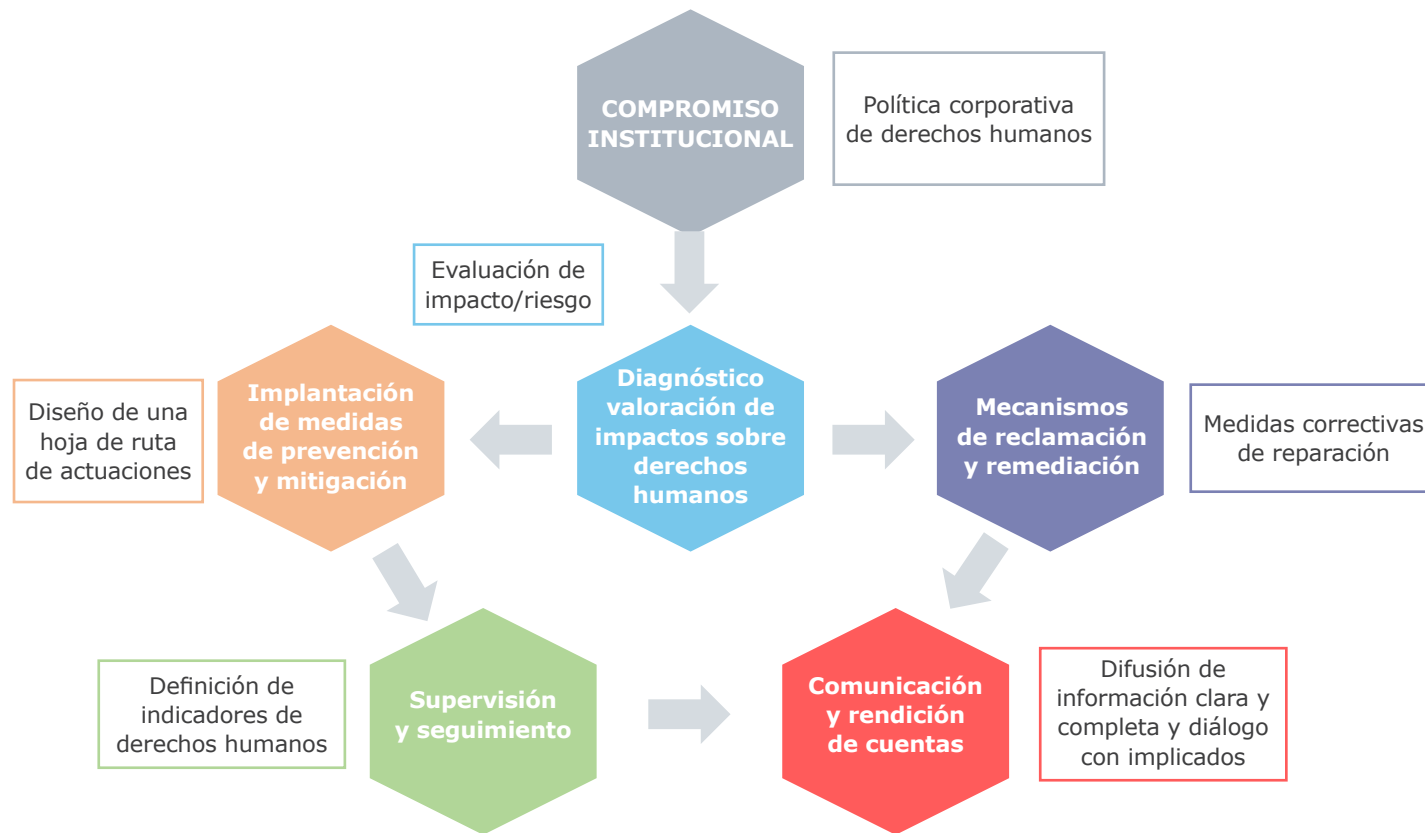 COMPROMISO
INSTITUCIONAL
Política corporativa
de derechos humanos
Evaluación de
impacto/riesgo
Diseño de una
hoja de ruta
de actuaciones
Implantación
de medidas
de prevención
y mitigación
Diagnóstico
valoración de
impactos sobre
derechos
humanos
Mecanismos
de reclamación
y remediación
Medidas correctivas
de reparación
Definición de
indicadores de
derechos humanos
Supervisión
y seguimiento
Comunicación
y rendición
de cuentas
Difusión de
información clara y
completa y diálogo
con implicados